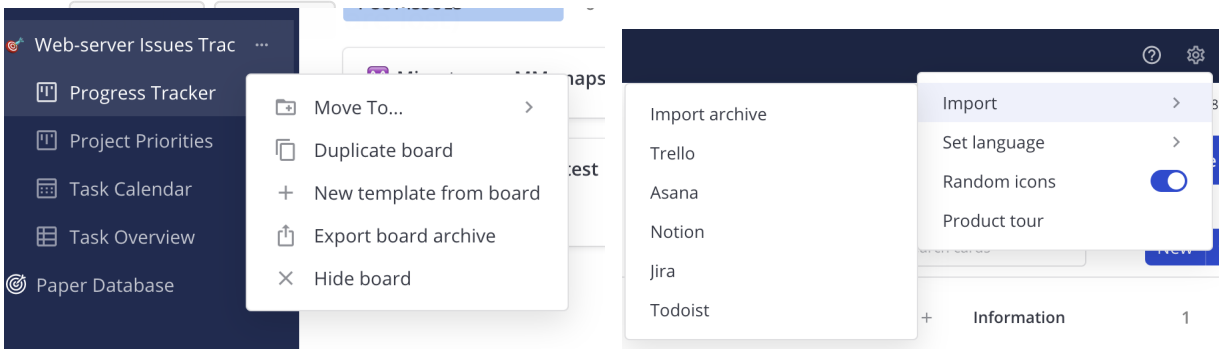 Web-server Issues Trac ...
Progress Tracker
Project Priorities
Task Calendar
Task Overview
Paper Database
Move To...
Duplicate board
New template from board
Export board archive
Hide board
Import archive
Trello
Asana
Notion
Jira
Todoist
Import
Set language
Random icons
Product tour
8
New
Information 1